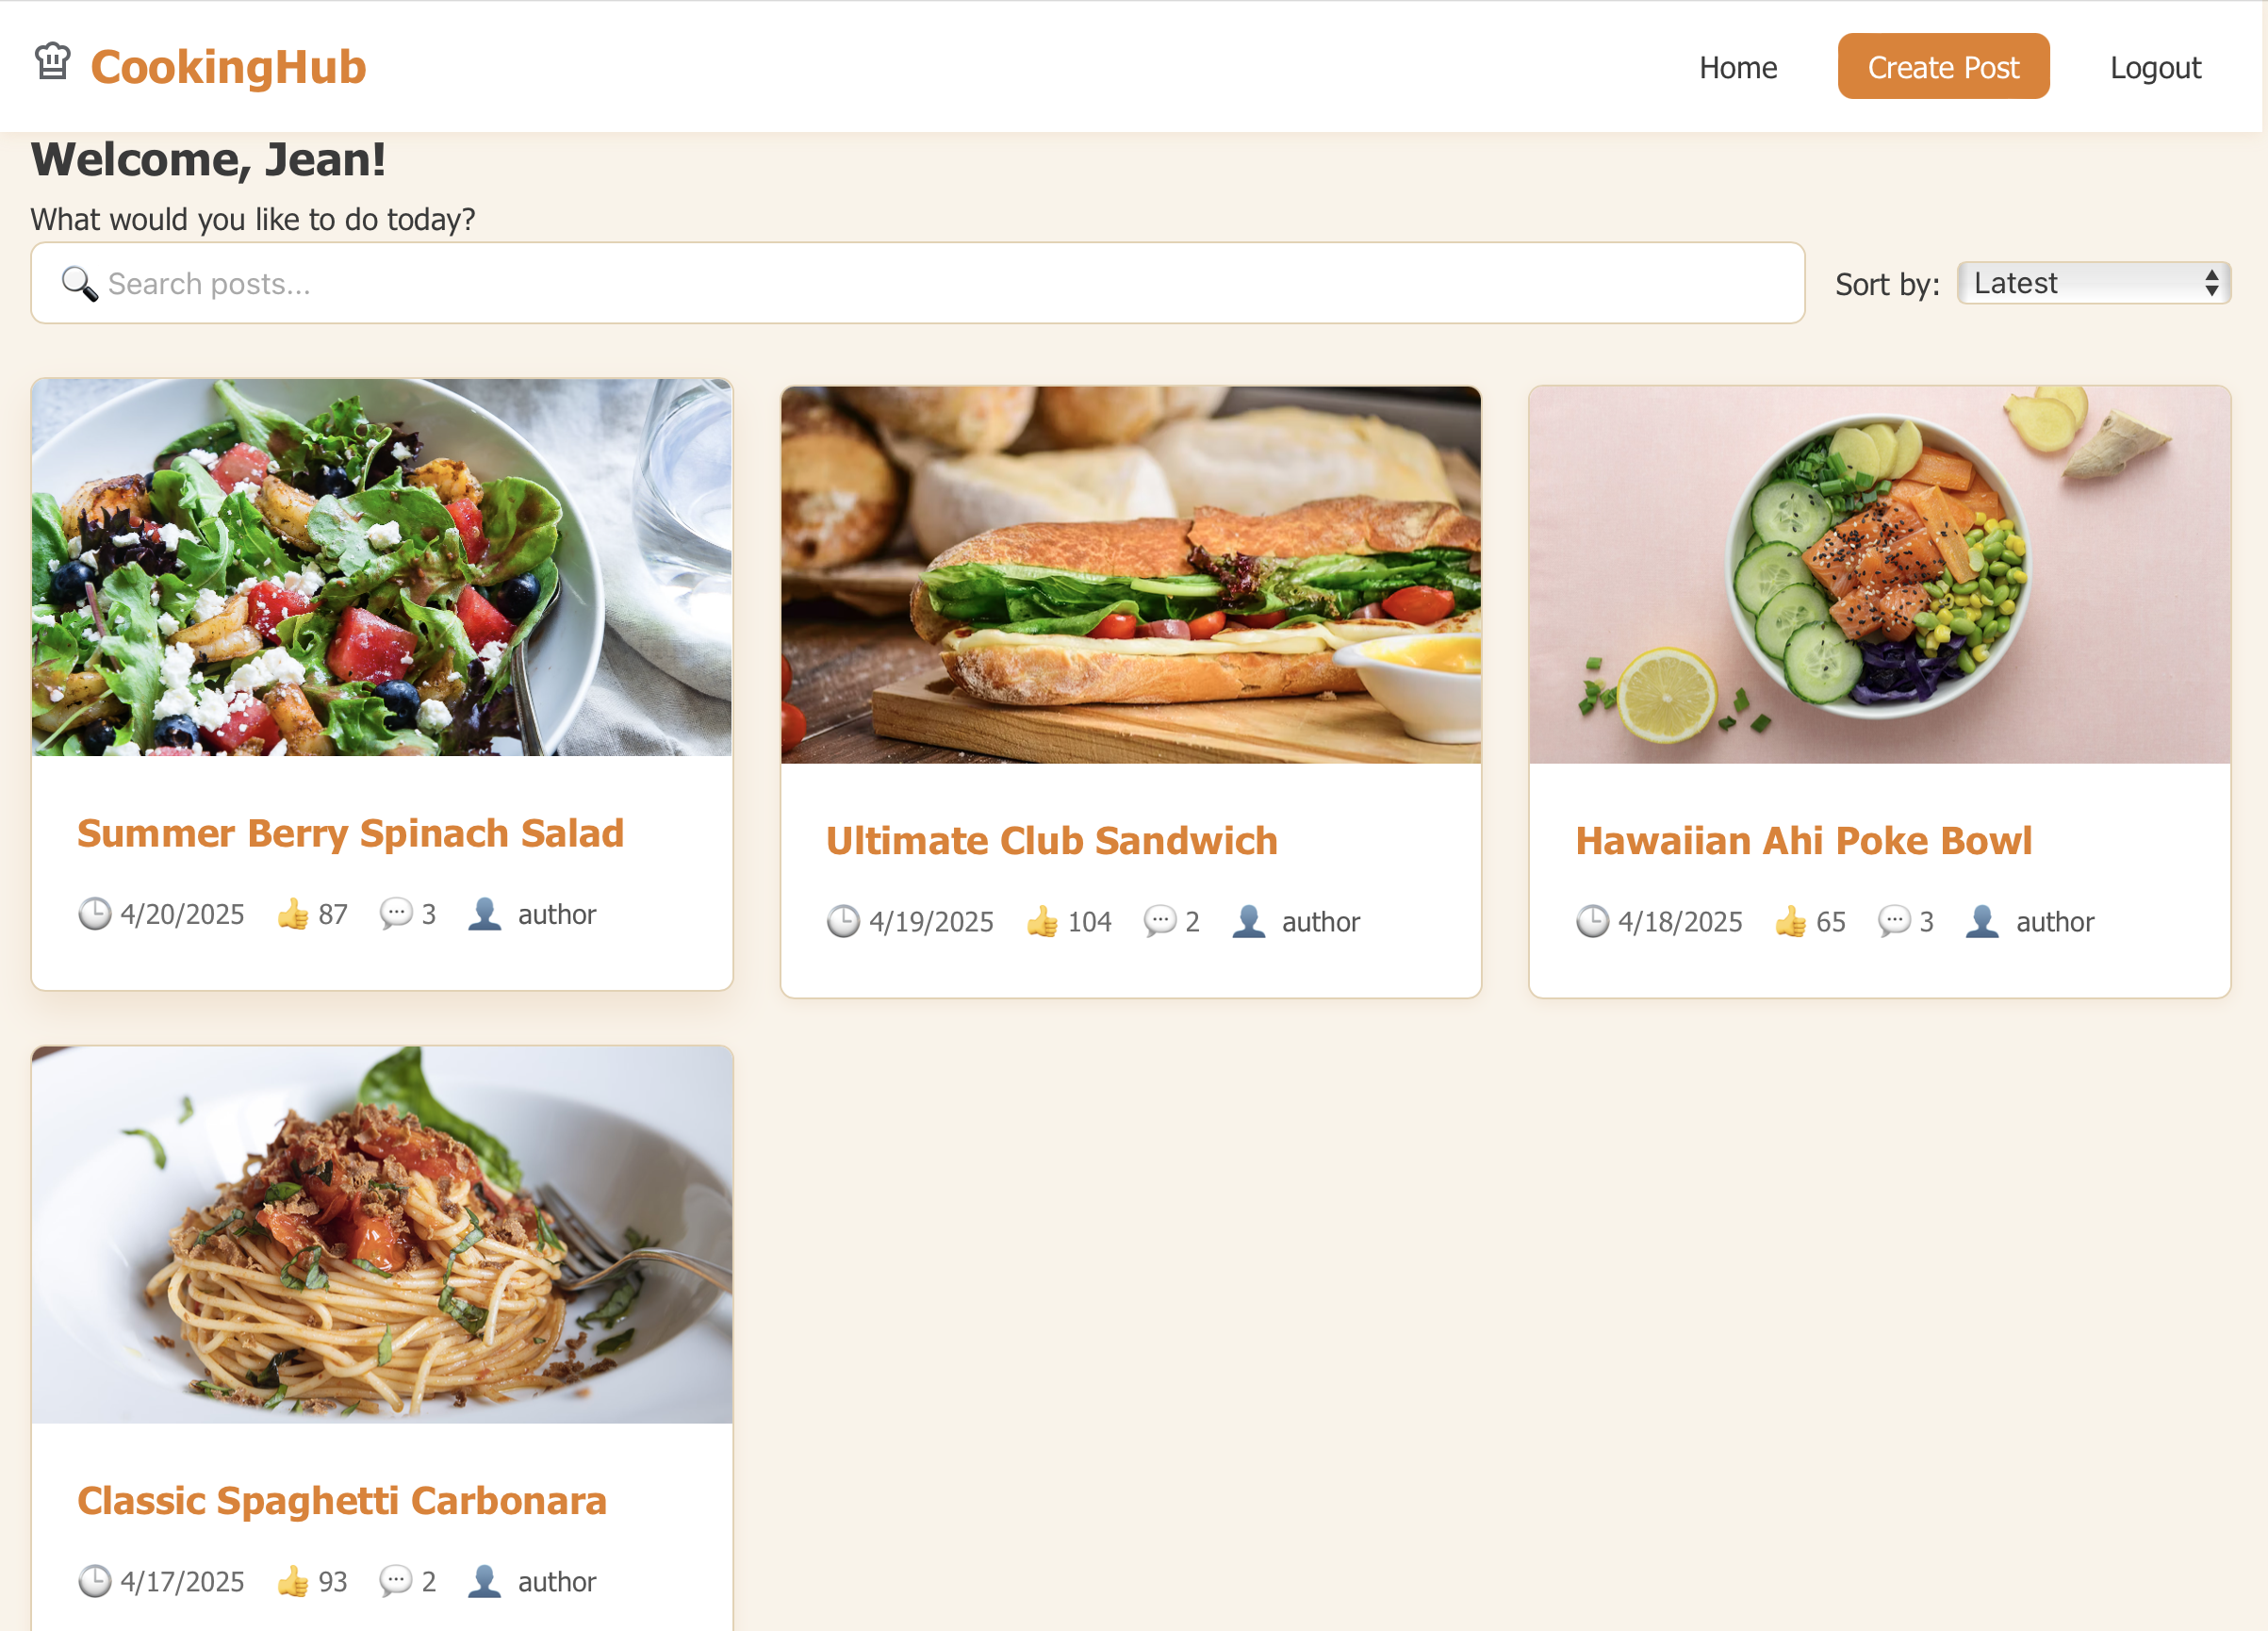 CookingHub
Home Create Post Logout
Welcome, Jean!
What would you like to do today?
Search posts...
Sort by: Latest
Summer Berry Spinach Salad
4/20/2025 87 3 author
Ultimate Club Sandwich
4/19/2025 104 2 author
Hawaiian Ahi Poke Bowl
4/18/2025 65 3 author
Classic Spaghetti Carbonara
4/17/2025 93 2 author